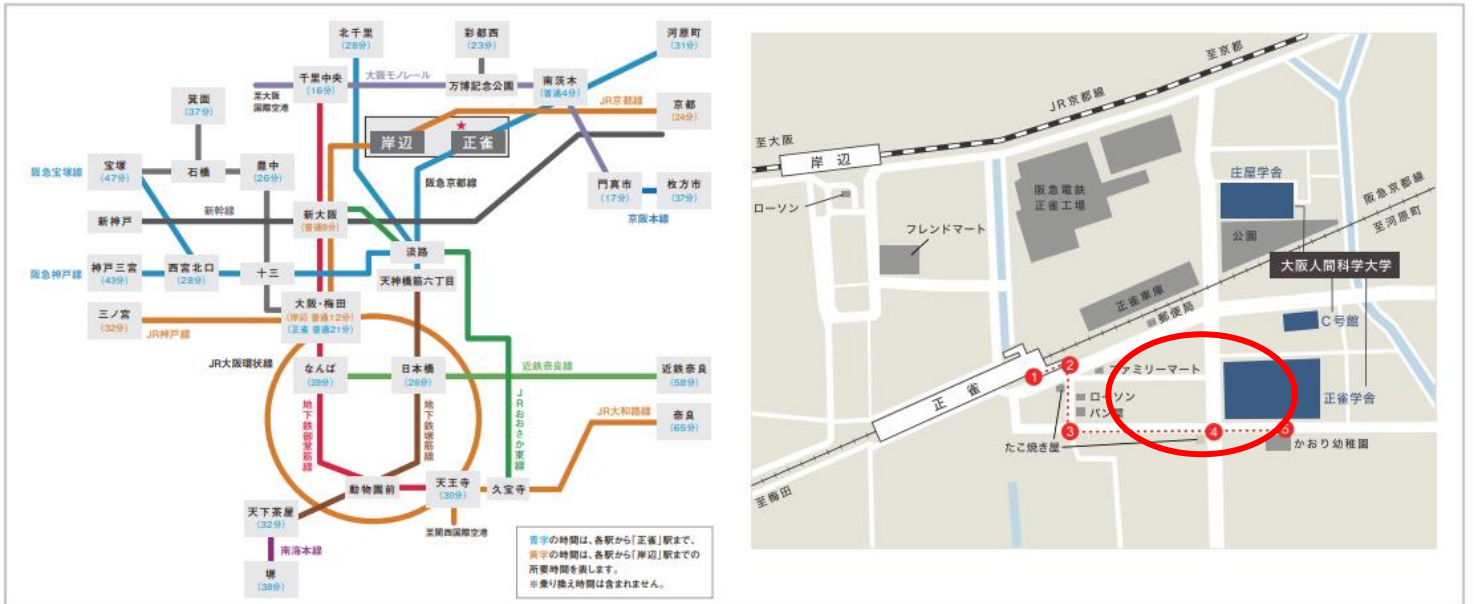 北千里
(28分)
彩都西
(23分)
河原町
(31分)
千里中央
(16分)
大阪モノレール
万博記念公園
南茨木
(普通4分)
至大阪
国際空港
箕面
(37分)
JR京都線
京都
(24分)
★
岸辺
正雀
阪急宝塚線
宝塚
(47分)
石橋
豊中
(26分)
阪急京都線
門真市
(17分)
枚方市
(37分)
京阪本線
新神戸
新幹線
新大阪
(普通8分)
淡路
阪急神戸線
神戸三宮
(43分)
西宮北口
(28分)
十三
天神橋筋六丁目
三ノ宮
(32分)
JR神戸線
大阪・梅田
(岸辺 普通12分)
(正雀 普通21分)
JR大阪環状線
なんば
(28分)
日本橋
(26分)
近鉄奈良線
近鉄奈良
(58分)
地下鉄御堂筋線
地下鉄堺筋線
JRおおさか東線
JR大和路線
奈良
(65分)
動物園前
天王寺
(30分)
久宝寺
天下茶屋
(32分)
至関西国際空港
南海本線
堺
(38分)
青字の時間は、各駅から「正雀」駅まで、
黄字の時間は、各駅から「岸辺」駅までの
所要時間を表します。
※乗り換え時間は含まれません。
至京都
JR京都線
至大阪
岸辺
ローソン
フレンドマート
阪急電鉄
正雀工場
庄屋学舎
阪急京都線
至河原町
公園
大阪人間科学大学
正雀車庫
郵便局
C号館
正雀
1
2
ファミリーマート
ローソン
パン屋
正雀学舎
3
4
5
たこ焼き屋
かおり幼稚園
至梅田